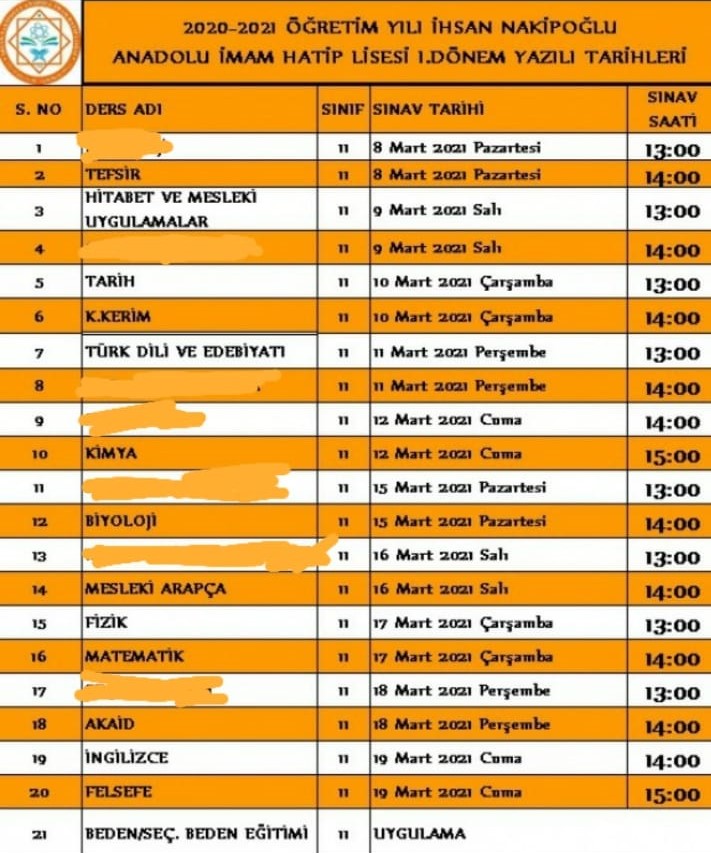 2020-2021 ÖĞRETİM YILI İHSAN NAKİPOĞLU
ANADOLU İMAM HATİP LİSESİ 1.DÖNEM YAZILI TARİHLERİ
S. NO DERS ADI SINIF SINAV TARİHİ SINAV SAATİ
1 11 8 Mart 2021 Pazartesi 13:00
2 TEFSİR 11 8 Mart 2021 Pazartesi 14:00
3 HİTABET VE MESLEKİ UYGULAMALAR 11 9 Mart 2021 Salı 13:00
4 11 9 Mart 2021 Salı 14:00
5 TARİH 11 10 Mart 2021 Çarşamba 13:00
6 K.KERİM 11 10 Mart 2021 Çarşamba 14:00
7 TÜRK DİLİ VE EDEBİYATI 11 11 Mart 2021 Perşembe 13:00
8 11 11 Mart 2021 Perşembe 14:00
9 11 12 Mart 2021 Cuma 14:00
10 KİMYA 11 12 Mart 2021 Cuma 15:00
11 11 15 Mart 2021 Pazartesi 13:00
12 BİYOLOJİ 11 15 Mart 2021 Pazartesi 14:00
13 11 16 Mart 2021 Salı 13:00
14 MESLEKİ ARAPÇA 11 16 Mart 2021 Salı 14:00
15 FİZİK 11 17 Mart 2021 Çarşamba 13:00
16 MATEMATİK 11 17 Mart 2021 Çarşamba 14:00
17 11 18 Mart 2021 Perşembe 13:00
18 AKAİD 11 18 Mart 2021 Perşembe 14:00
19 İNGİLİZCE 11 19 Mart 2021 Cuma 14:00
20 FELSEFE 11 19 Mart 2021 Cuma 15:00
21 BEDEN/SEÇ. BEDEN EĞİTİMİ 11 UYGULAMA